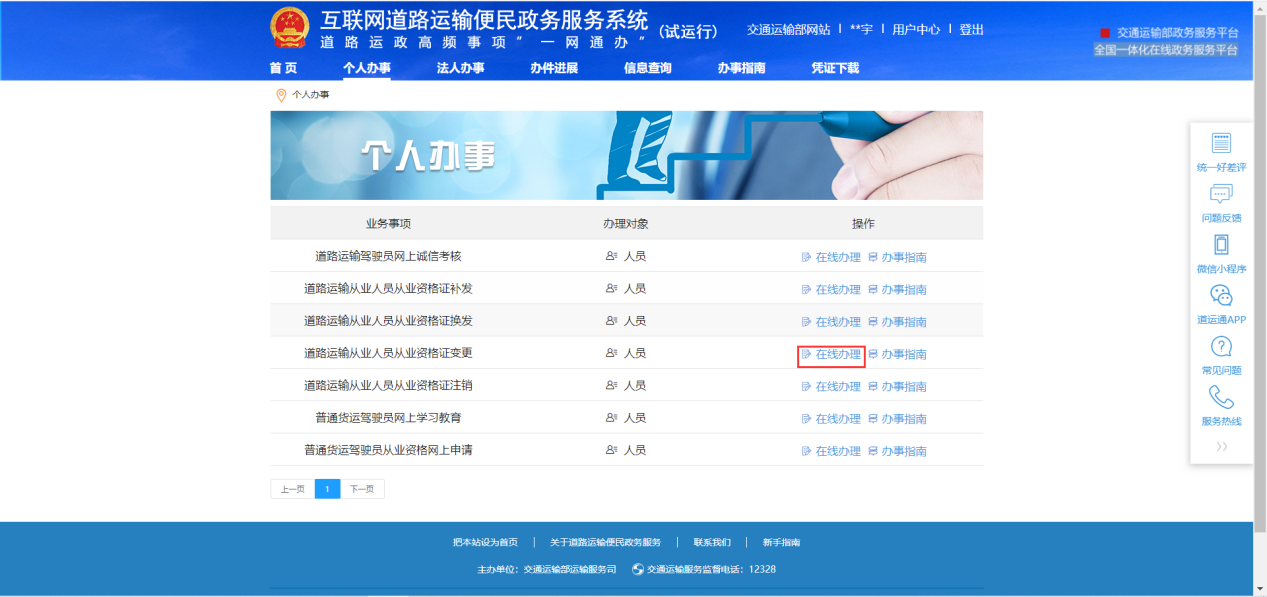 互联网道路运输便民政务服务系统（试运行）
道路运政高频事项＂一网通办＂
交通运输部网站 | **宇 | 用户中心 | 登出
交通运输部政务服务平台
全国一体化在线政务服务平台
首 页 个人办事 法人办事 办件进展 信息查询 办事指南 凭证下载
个人办事
个人办事
业务事项 办理对象 操作
道路运输驾驶员网上诚信考核 人员 在线办理 办事指南
道路运输从业人员从业资格证补发 人员 在线办理 办事指南
道路运输从业人员从业资格证换发 人员 在线办理 办事指南
道路运输从业人员从业资格证变更 人员 在线办理 办事指南
道路运输从业人员从业资格证注销 人员 在线办理 办事指南
普通货运驾驶员网上学习教育 人员 在线办理 办事指南
普通货运驾驶员从业资格网上申请 人员 在线办理 办事指南
上一页 1 下一页
统一好差评
问题反馈
微信小程序
道运通APP
常见问题
服务热线
把本站设为首页 | 关于道路运输便民政务服务 | 联系我们 | 新手指南
主办单位：交通运输部运输服务司 交通运输服务监督电话：12328